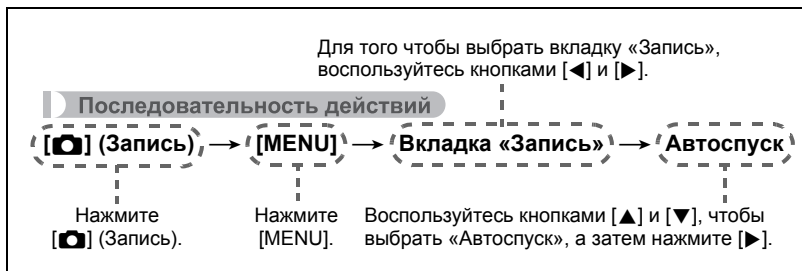 Для того чтобы выбрать вкладку «Запись»,
воспользуйтесь кнопками [◀] и [▶].
Последовательность действий
[📷] (Запись) → [MENU] → Вкладка «Запись» → Автоспуск
Нажмите
[📷] (Запись).
Нажмите
[MENU].
Воспользуйтесь кнопками [▲] и [▼], чтобы
выбрать «Автоспуск», а затем нажмите [▶].